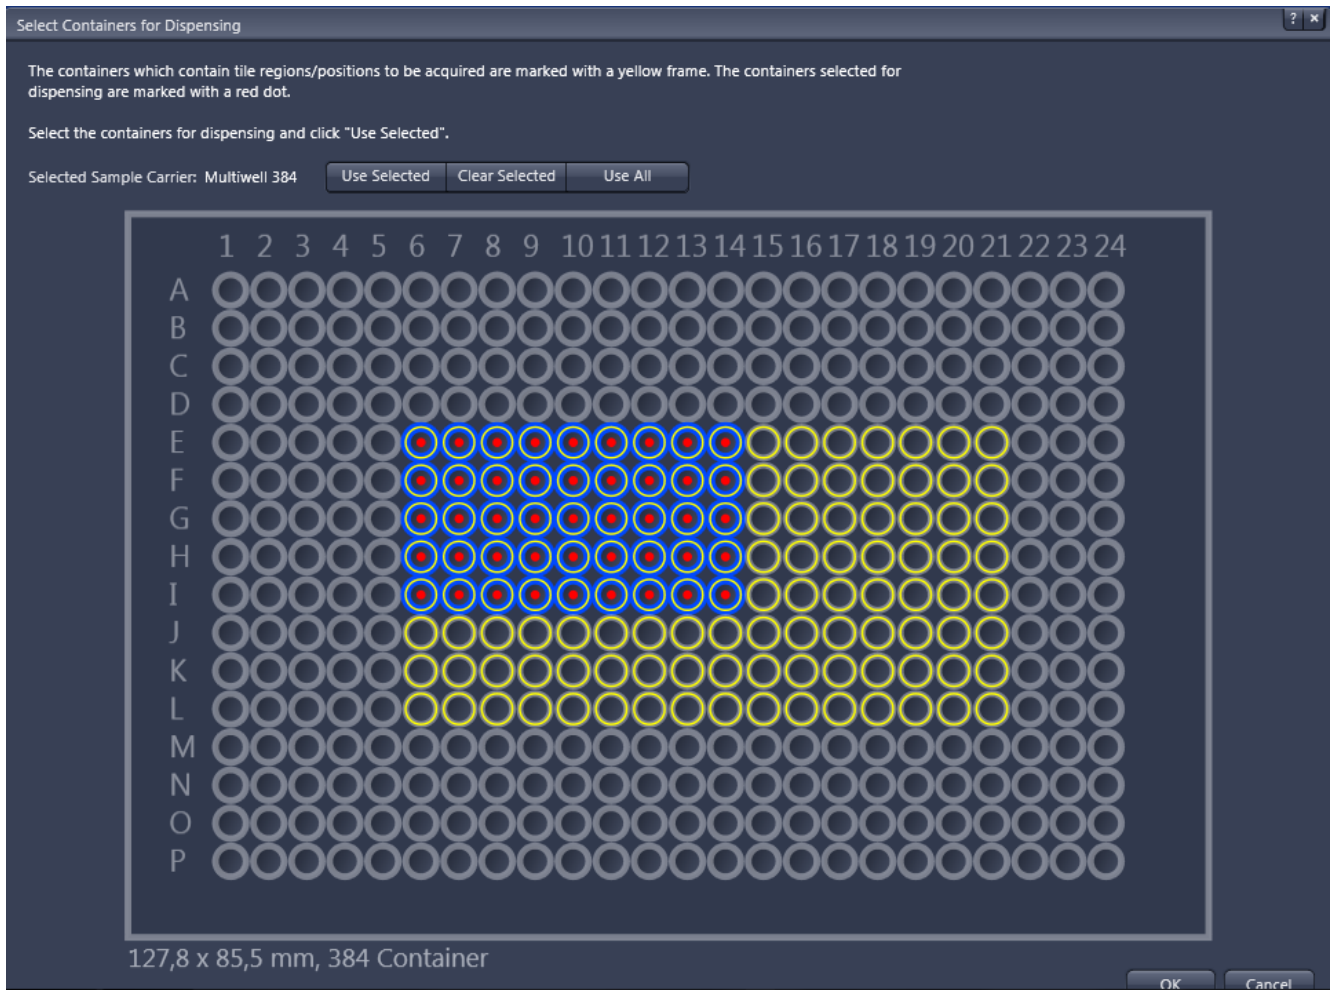 Select Containers for Dispensing
? ×
The containers which contain tile regions/positions to be acquired are marked with a yellow frame. The containers selected for
dispensing are marked with a red dot.
Select the containers for dispensing and click "Use Selected".
Selected Sample Carrier: Multiwell 384 Use Selected Clear Selected Use All
1 2 3 4 5 6 7 8 9 10 11 12 13 14 15 16 17 18 19 20 21 22 23 24
A
B
C
D
E
F
G
H
I
J
K
L
M
N
O
P
127,8 x 85,5 mm, 384 Container
OK Cancel